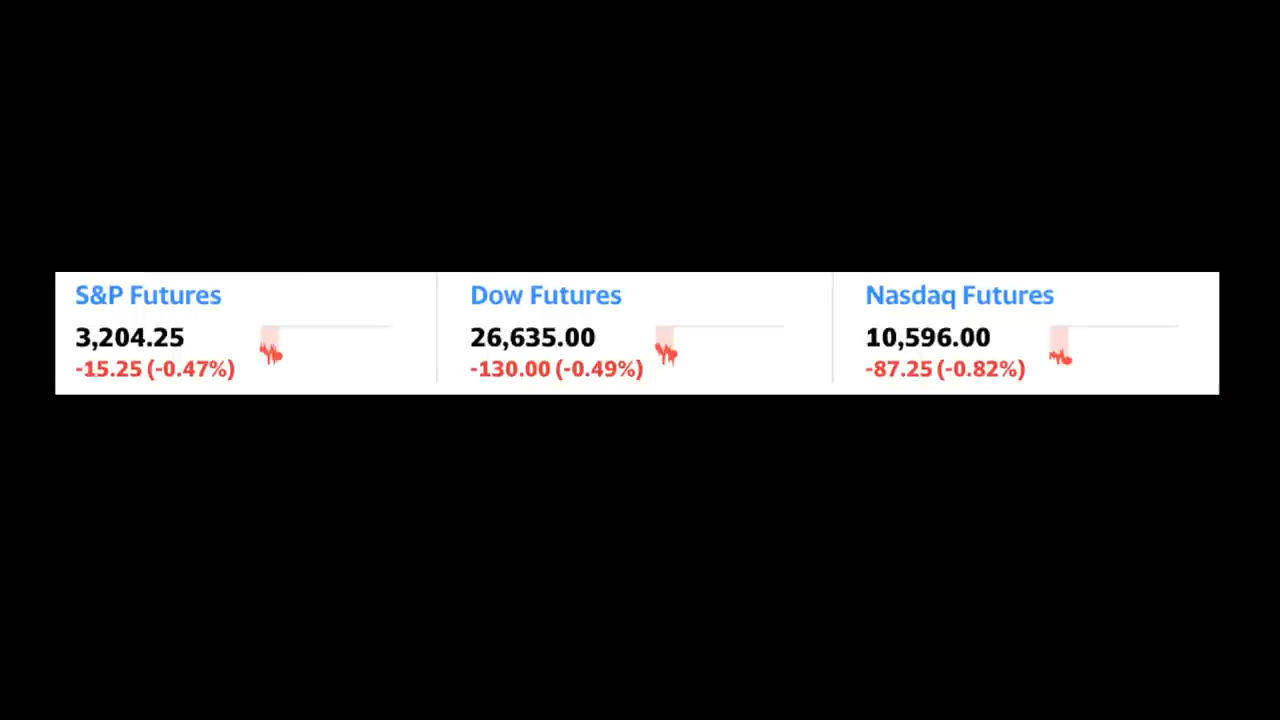 S&P Futures
3,204.25
-15.25 (-0.47%)
Dow Futures
26,635.00
-130.00 (-0.49%)
Nasdaq Futures
10,596.00
-87.25 (-0.82%)